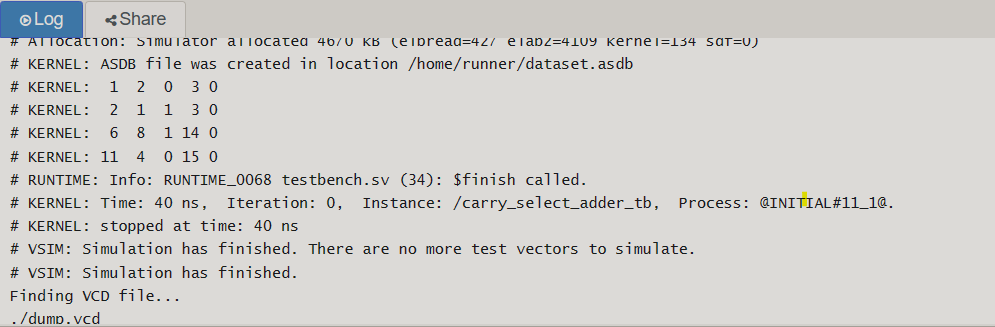 Log
Share
# Allocation: Simulator allocated 4670 kB (elbread=427 elab2=4109 kernel=134 sdf=0)
# KERNEL: ASDB file was created in location /home/runner/dataset.asdb
# KERNEL:  1  2  0  3 0
# KERNEL:  2  1  1  3 0
# KERNEL:  6  8  1 14 0
# KERNEL: 11  4  0 15 0
# RUNTIME: Info: RUNTIME_0068 testbench.sv (34): $finish called.
# KERNEL: Time: 40 ns,  Iteration: 0,  Instance: /carry_select_adder_tb,  Process: @INITIAL#11_1@.
# KERNEL: stopped at time: 40 ns
# VSIM: Simulation has finished. There are no more test vectors to simulate.
# VSIM: Simulation has finished.
Finding VCD file...
./dump.vcd